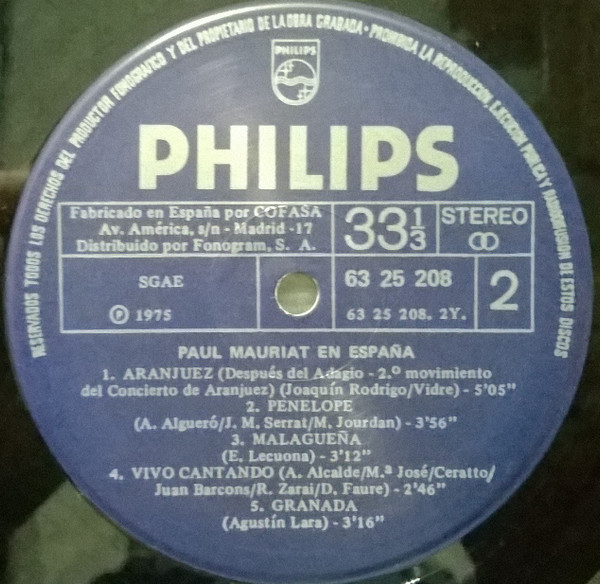 RESERVADOS TODOS LOS DERECHOS DEL PRODUCTOR FONOGRAFICO Y DEL PROPIETARIO DE LA OBRA GRABADA · PROHIBIDA LA REPRODUCCION, EJECUCION PUBLICA Y RADIODIFUSION DE ESTOS DISCOS
PHILIPS
PHILIPS
Fabricado en España por COFASA
Av. América, s/n - Madrid -17
Distribuido por Fonogram, S. A.
33 1/3
STEREO
SGAE
Ⓟ 1975
63 25 208
63 25 208. 2Y.
2
PAUL MAURIAT EN ESPAÑA
1. ARANJUEZ (Después del Adagio - 2.º movimiento
del Concierto de Aranjuez) (Joaquín Rodrigo/Vidre) - 5'05"
2. PENELOPE
(A. Algueró/J. M. Serrat/M. Jourdan) - 3'56"
3. MALAGUEÑA
(E. Lecuona) - 3'12"
4. VIVO CANTANDO (A. Alcalde/M.ª José/Ceratto/
Juan Barcons/R. Zarai/D. Faure) - 2'46"
5. GRANADA
(Agustín Lara) - 3'16"